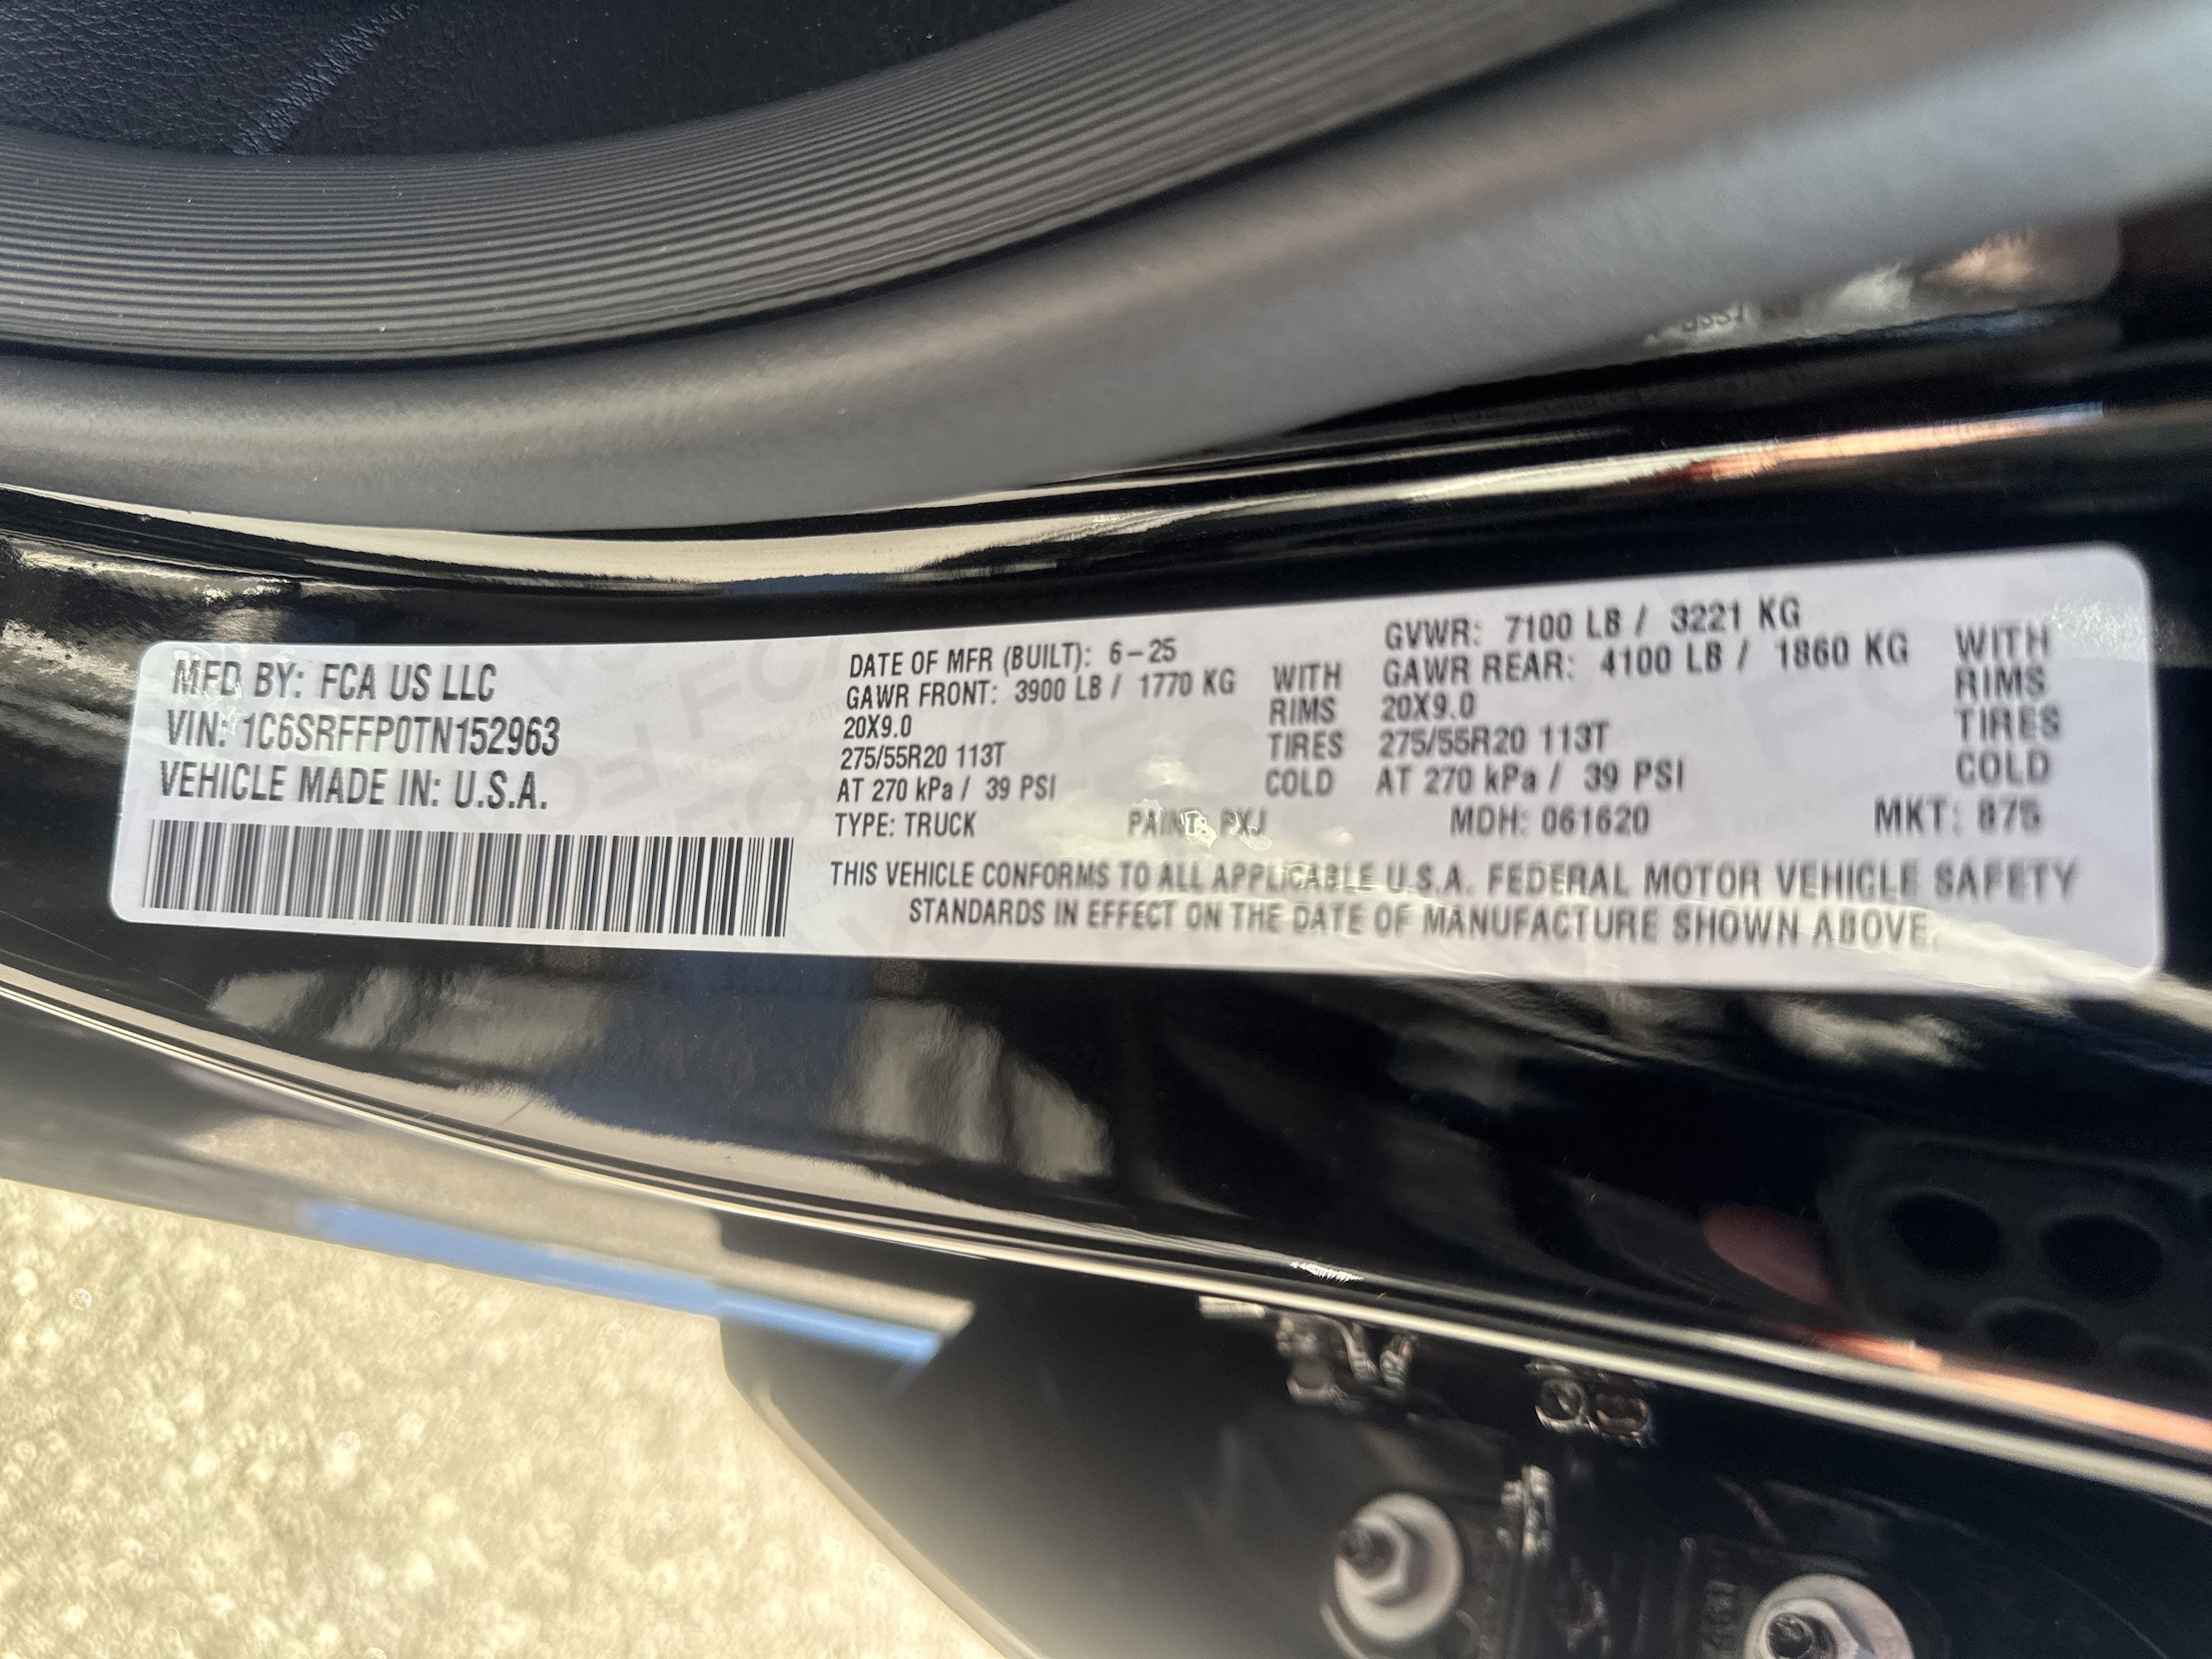 MFD BY: FCA US LLC
VIN: 1C6SRFFP0TN152963
VEHICLE MADE IN: U.S.A.
DATE OF MFR (BUILT): 6-25
GVWR: 7100 LB / 3221 KG
GAWR FRONT: 3900 LB / 1770 KG WITH
GAWR REAR: 4100 LB / 1860 KG WITH
20X9.0 RIMS
20X9.0 RIMS
275/55R20 113T TIRES
275/55R20 113T TIRES
AT 270 kPa / 39 PSI COLD
AT 270 kPa / 39 PSI COLD
TYPE: TRUCK PAINT: PXJ MDH: 061620 MKT: 875
THIS VEHICLE CONFORMS TO ALL APPLICABLE U.S.A. FEDERAL MOTOR VEHICLE SAFETY
STANDARDS IN EFFECT ON THE DATE OF MANUFACTURE SHOWN ABOVE.